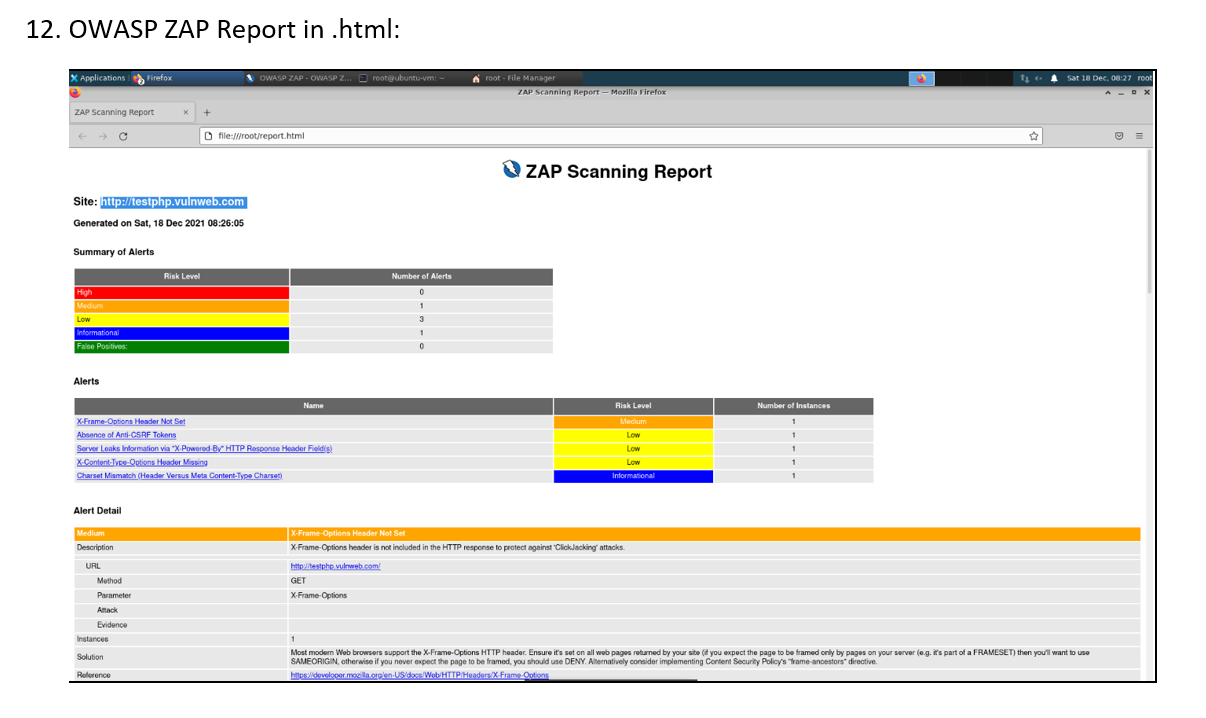 12. OWASP ZAP Report in .html:
Applications Firefox OWASP ZAP - OWASP Z... root@ubuntu-vm: ~ root - File Manager Sat 18 Dec, 08:27 root
ZAP Scanning Report — Mozilla Firefox
ZAP Scanning Report × +
file:///root/report.html
ZAP Scanning Report
Site: http://testphp.vulnweb.com
Generated on Sat, 18 Dec 2021 08:26:05
Summary of Alerts
Risk Level Number of Alerts
High 0
Medium 1
Low 3
Informational 1
False Positives: 0
Alerts
Name Risk Level Number of Instances
X-Frame-Options Header Not Set Medium 1
Absence of Anti-CSRF Tokens Low 1
Server Leaks Information via "X-Powered-By" HTTP Response Header Field(s) Low 1
X-Content-Type-Options Header Missing Low 1
Charset Mismatch (Header Versus Meta Content-Type Charset) Informational 1
Alert Detail
Medium X-Frame-Options Header Not Set
Description X-Frame-Options header is not included in the HTTP response to protect against 'ClickJacking' attacks.
URL http://testphp.vulnweb.com/
Method GET
Parameter X-Frame-Options
Attack
Evidence
Instances 1
Solution Most modern Web browsers support the X-Frame-Options HTTP header. Ensure it's set on all web pages returned by your site (if you expect the page to be framed only by pages on your server (e.g. it's part of a FRAMESET) then you'll want to use
SAMEORIGIN, otherwise if you never expect the page to be framed, you should use DENY. Alternatively consider implementing Content Security Policy's "frame-ancestors" directive.
Reference https://developer.mozilla.org/en-US/docs/Web/HTTP/Headers/X-Frame-Options